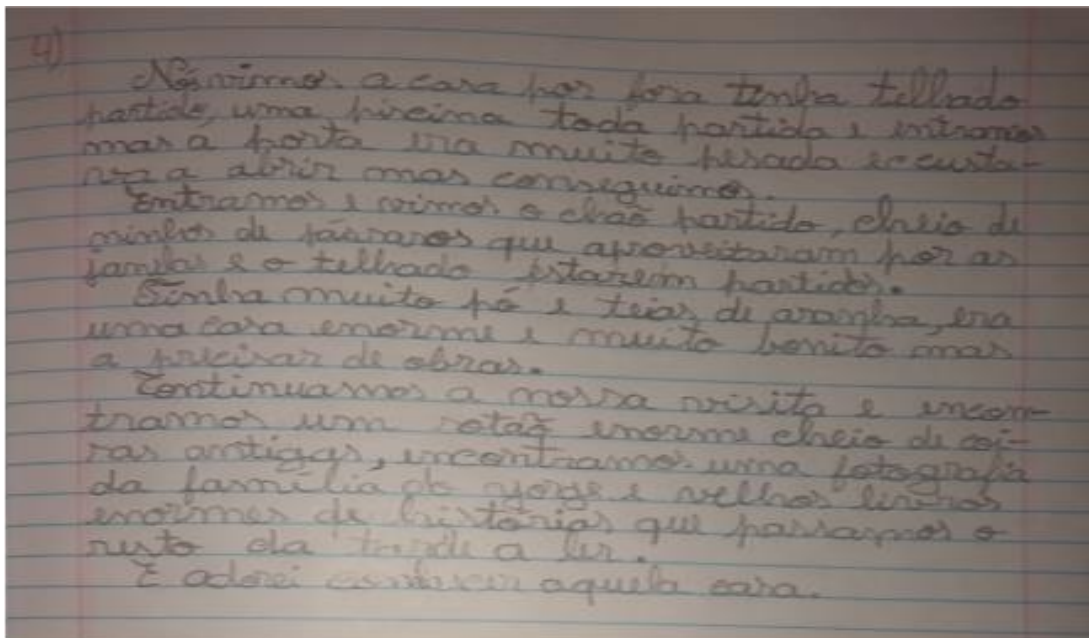 4)
Nós vimos a casa por fora tinha telhado
partido, uma piscina toda partida e entramos
mas a porta era muito pesada e custa-
va a abrir mas conseguimos.
Entramos e vimos o chão partido, cheio de
ninhos de pássaros que aproveitaram por as
janelas e o telhado estarem partidos.
Tinha muito pó e teias de aranha, era
uma casa enorme e muito bonita mas
a precisar de obras.
Continuamos a nossa visita e encon-
tramos um sotão enorme cheio de coi-
sas antigas, encontramos uma fotografia
da família do Jorge e velhos livros
enormes de histórias que passamos o
resto da tarde a ler.
E adorei conhecer aquela casa.